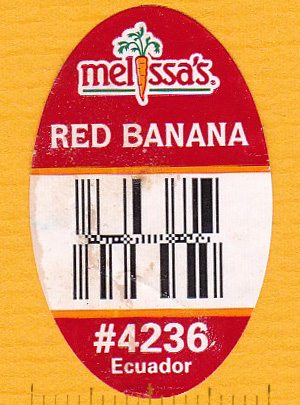 melissa's®
RED BANANA
#4236
Ecuador